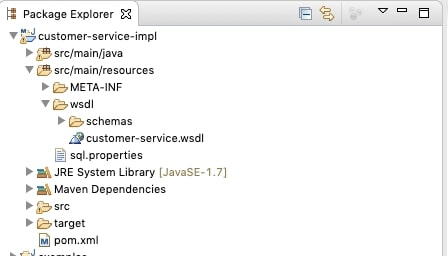 Package Explorer
customer-service-impl
src/main/java
src/main/resources
META-INF
wsdl
schemas
customer-service.wsdl
sql.properties
JRE System Library [JavaSE-1.7]
Maven Dependencies
src
target
pom.xml
examples